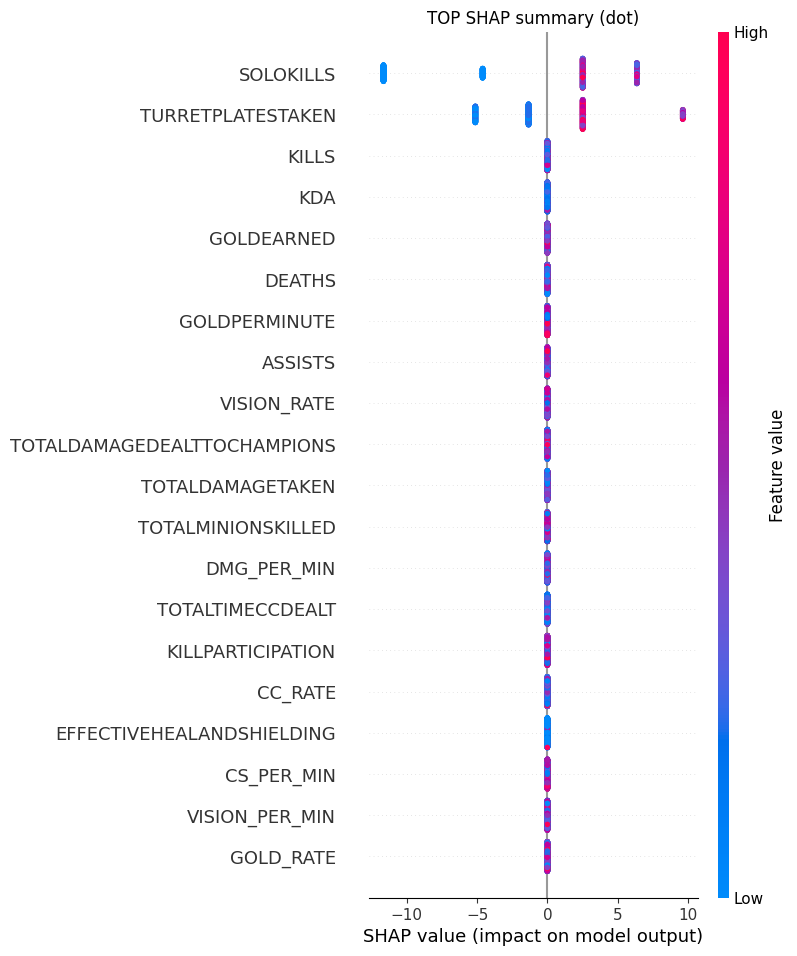 TOP SHAP summary (dot)
High
SOLOKILLS
TURRETPLATESTAKEN
KILLS
KDA
GOLDEARNED
DEATHS
GOLDPERMINUTE
ASSISTS
VISION_RATE
TOTALDAMAGEDEALTTOCHAMPIONS
TOTALDAMAGETAKEN
TOTALMINIONSKILLED
DMG_PER_MIN
TOTALTIMECCDEALT
KILLPARTICIPATION
CC_RATE
EFFECTIVEHEALANDSHIELDING
CS_PER_MIN
VISION_PER_MIN
GOLD_RATE
Feature value
Low
−10 −5 0 5 10
SHAP value (impact on model output)